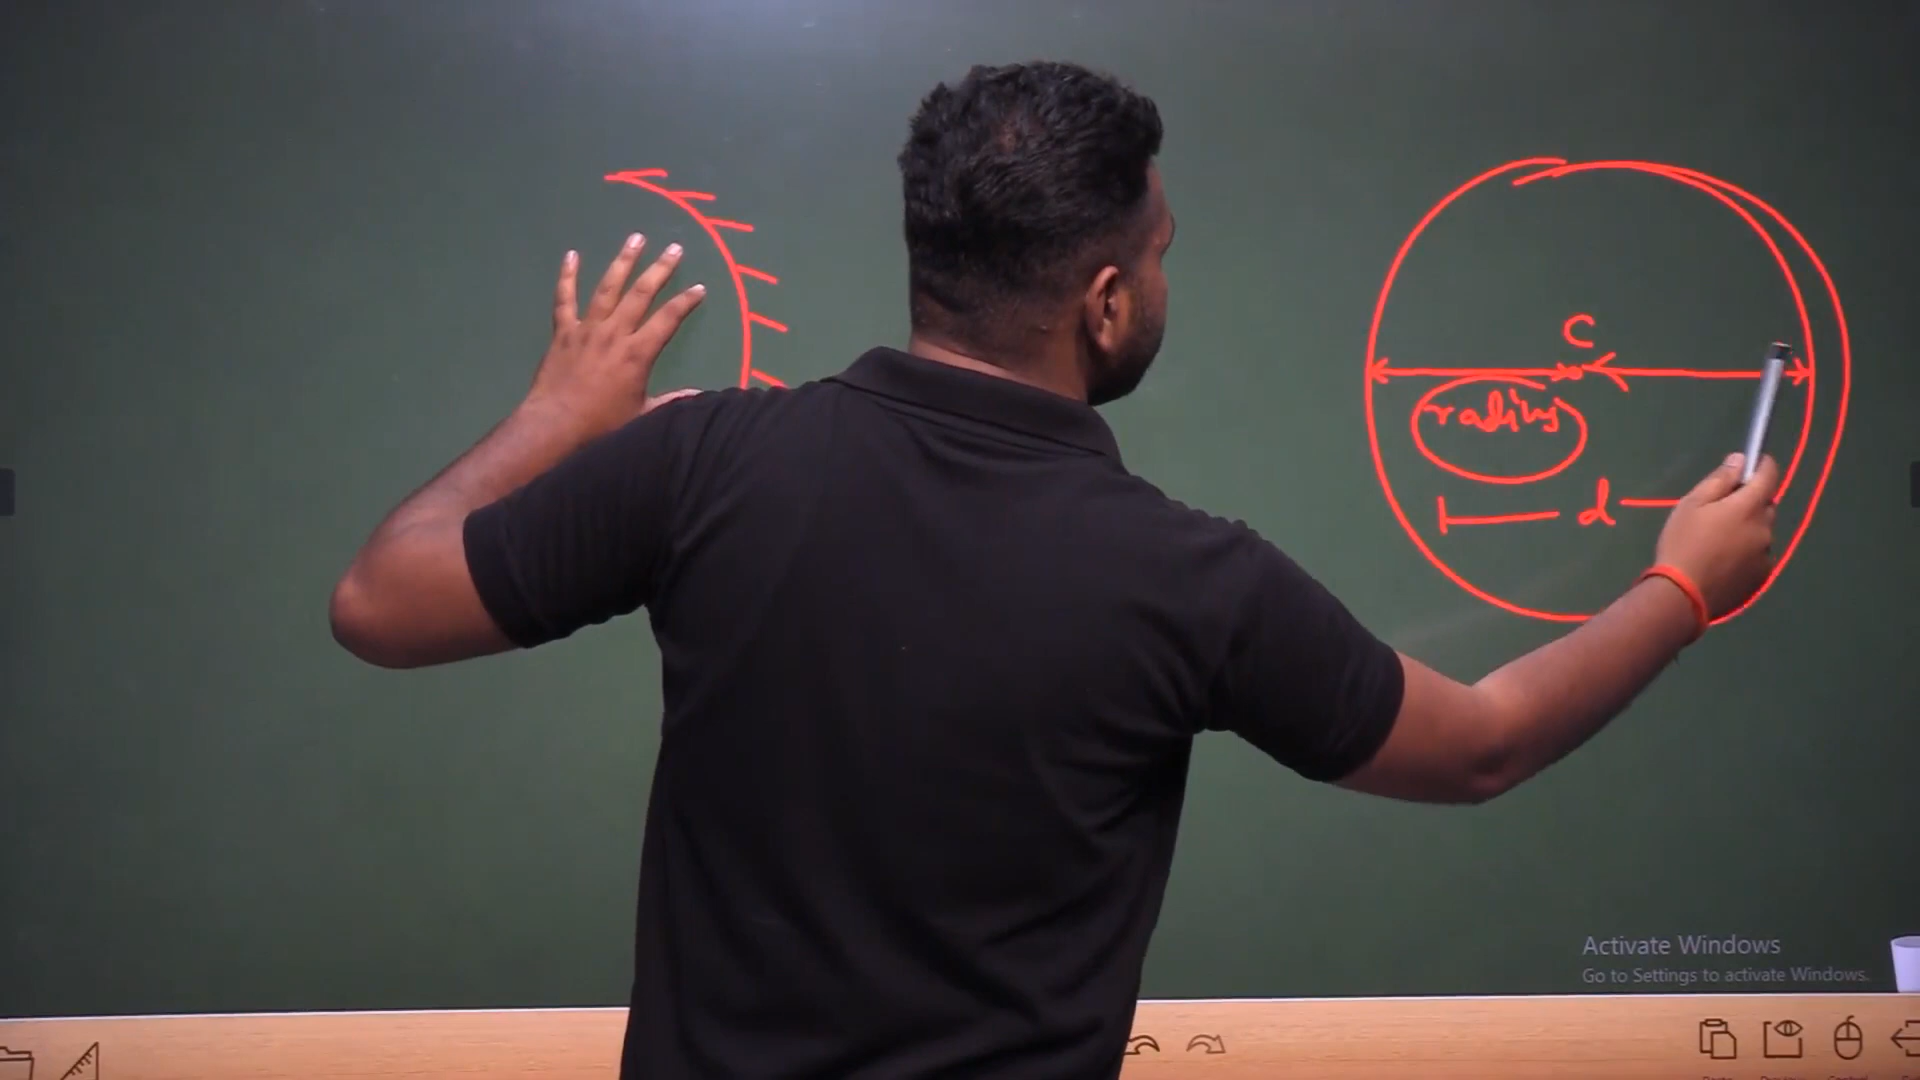 C
radius
d
Activate Windows
Go to Settings to activate Windows.